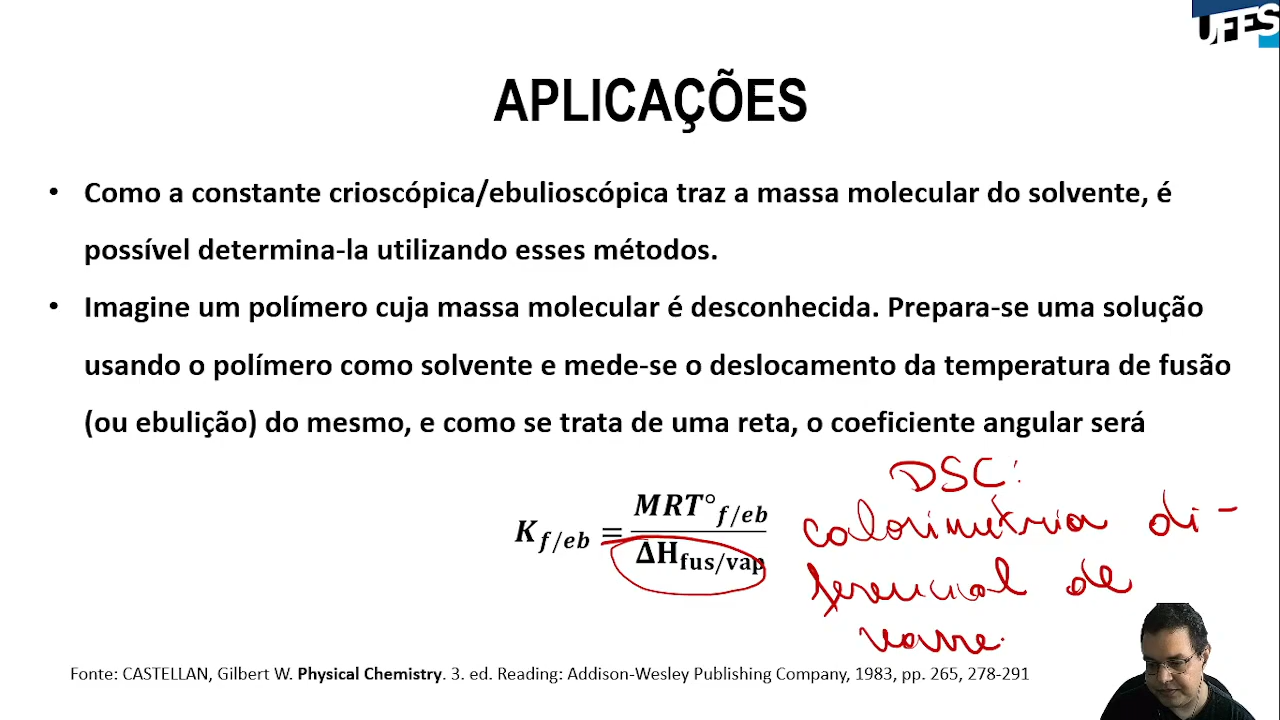 UFES
APLICAÇÕES
• Como a constante crioscópica/ebulioscópica traz a massa molecular do solvente, é
possível determina-la utilizando esses métodos.
• Imagine um polímero cuja massa molecular é desconhecida. Prepara-se uma solução
usando o polímero como solvente e mede-se o deslocamento da temperatura de fusão
(ou ebulição) do mesmo, e como se trata de uma reta, o coeficiente angular será
K_{f/eb} = MRT°_{f/eb} / ΔH_{fus/vap}
DSC:
calorimetria di-
ferencial de
varre
Fonte: CASTELLAN, Gilbert W. Physical Chemistry. 3. ed. Reading: Addison-Wesley Publishing Company, 1983, pp. 265, 278-291